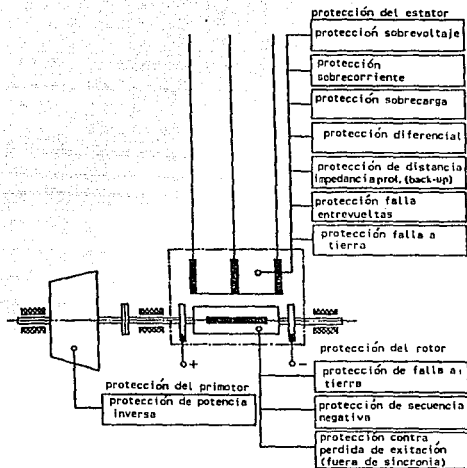 protección del estator
protección sobrevoltaje
protección
sobrecorriente
protección sobrecarga
protección diferencial
protección de distancia
impedancia prol. (back-up)
protección falla
entrevueltas
protección falla a
tierra
+
-
protección del rotor
protección de falla a
tierra
protección de secuencia
negativa
protección contra
perdida de exitación
(fuera de sincronia)
protección del primotor
protección de potencia
inversa